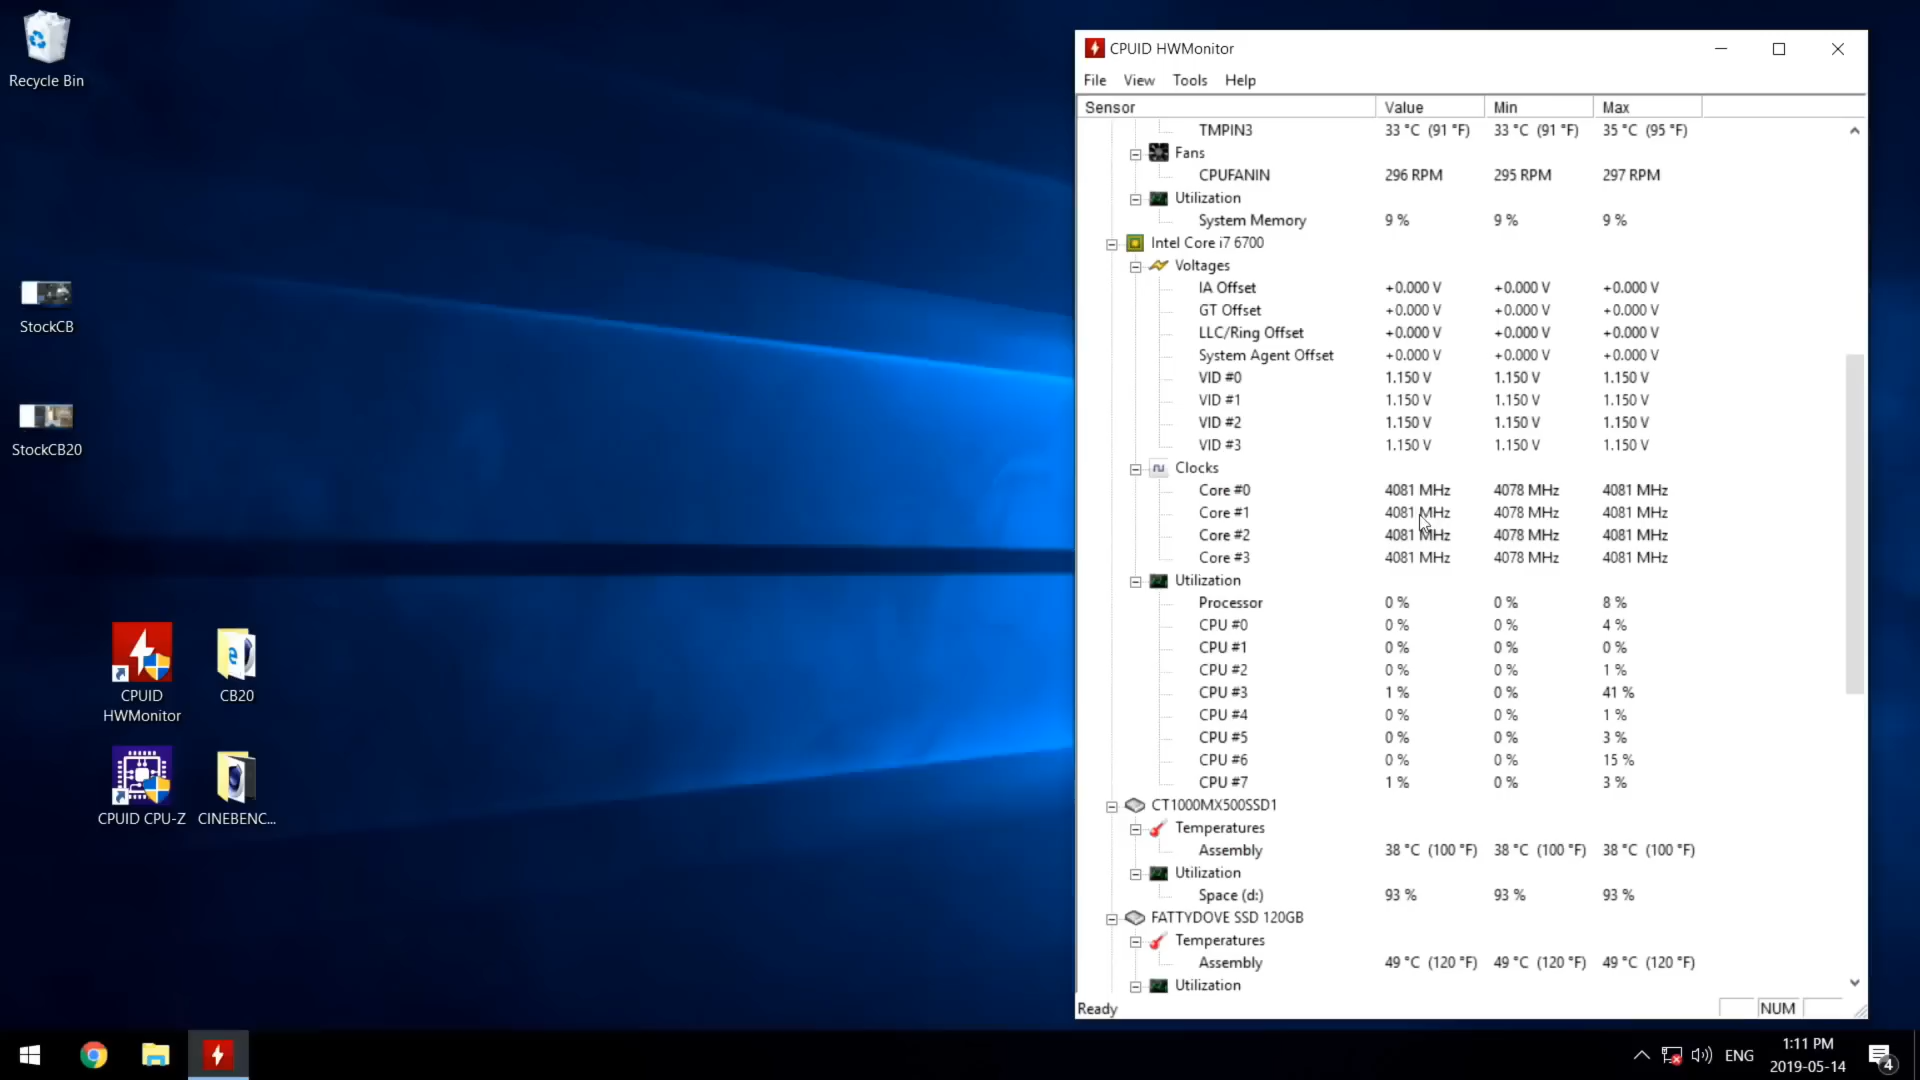 Recycle Bin
StockCB
StockCB20
CPUID
HWMonitor
CB20
CPUID CPU-Z
CINEBENC...
CPUID HWMonitor
File View Tools Help
Sensor Value Min Max
TMPIN3 33 °C (91 °F) 33 °C (91 °F) 35 °C (95 °F)
Fans
CPUFANIN 296 RPM 295 RPM 297 RPM
Utilization
System Memory 9 % 9 % 9 %
Intel Core i7 6700
Voltages
IA Offset +0.000 V +0.000 V +0.000 V
GT Offset +0.000 V +0.000 V +0.000 V
LLC/Ring Offset +0.000 V +0.000 V +0.000 V
System Agent Offset +0.000 V +0.000 V +0.000 V
VID #0 1.150 V 1.150 V 1.150 V
VID #1 1.150 V 1.150 V 1.150 V
VID #2 1.150 V 1.150 V 1.150 V
VID #3 1.150 V 1.150 V 1.150 V
Clocks
Core #0 4081 MHz 4078 MHz 4081 MHz
Core #1 4081 MHz 4078 MHz 4081 MHz
Core #2 4081 MHz 4078 MHz 4081 MHz
Core #3 4081 MHz 4078 MHz 4081 MHz
Utilization
Processor 0 % 0 % 8 %
CPU #0 0 % 0 % 4 %
CPU #1 0 % 0 % 0 %
CPU #2 0 % 0 % 1 %
CPU #3 1 % 0 % 41 %
CPU #4 0 % 0 % 1 %
CPU #5 0 % 0 % 3 %
CPU #6 0 % 0 % 15 %
CPU #7 1 % 0 % 3 %
CT1000MX500SSD1
Temperatures
Assembly 38 °C (100 °F) 38 °C (100 °F) 38 °C (100 °F)
Utilization
Space (d:) 93 % 93 % 93 %
FATTYDOVE SSD 120GB
Temperatures
Assembly 49 °C (120 °F) 49 °C (120 °F) 49 °C (120 °F)
Utilization
Ready NUM
ENG
1:11 PM
2019-05-14
4